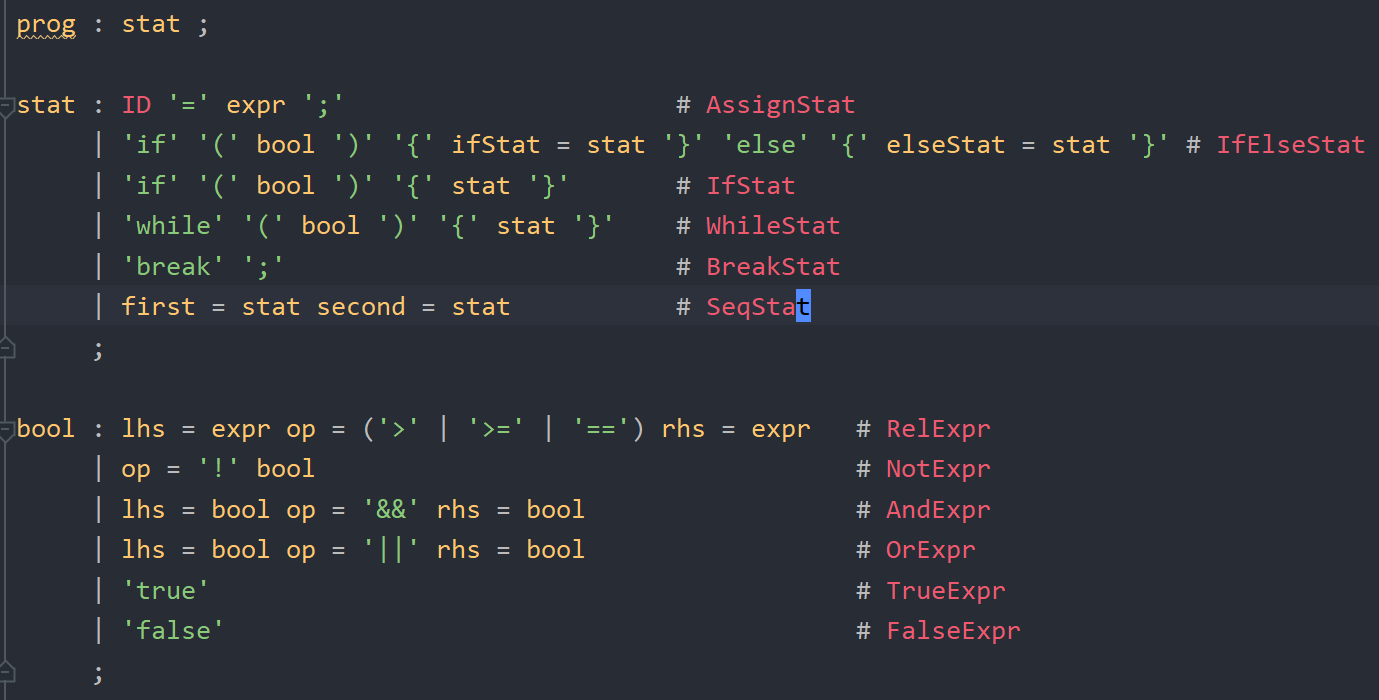 prog : stat ;
stat : ID '=' expr ';' # AssignStat
| 'if' '(' bool ')' '{' ifStat = stat '}' 'else' '{' elseStat = stat '}' # IfElseStat
| 'if' '(' bool ')' '{' stat '}' # IfStat
| 'while' '(' bool ')' '{' stat '}' # WhileStat
| 'break' ';' # BreakStat
| first = stat second = stat # SeqStat
;
bool : lhs = expr op = ('>' | '>=' | '==') rhs = expr # RelExpr
| op = '!' bool # NotExpr
| lhs = bool op = '&&' rhs = bool # AndExpr
| lhs = bool op = '||' rhs = bool # OrExpr
| 'true' # TrueExpr
| 'false' # FalseExpr
;